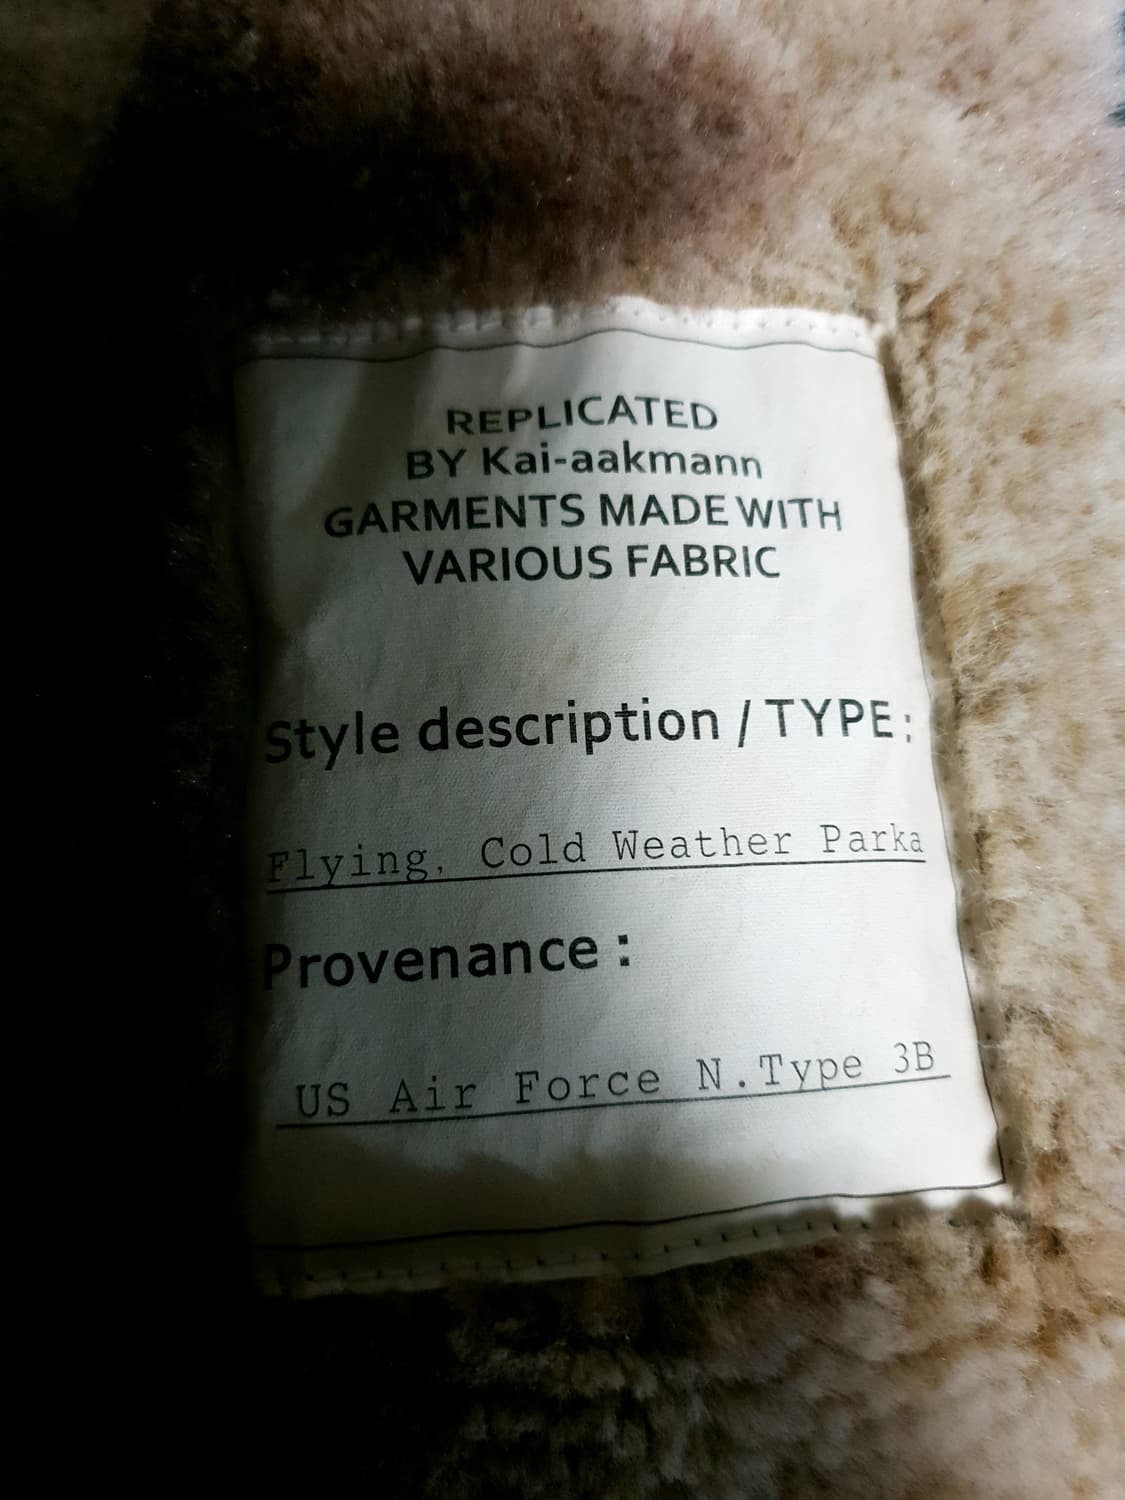 REPLICATED
BY Kai-aakmann
GARMENTS MADE WITH
VARIOUS FABRIC
Style description / TYPE :
Flying, Cold Weather Parka
Provenance :
US Air Force N.Type 3B